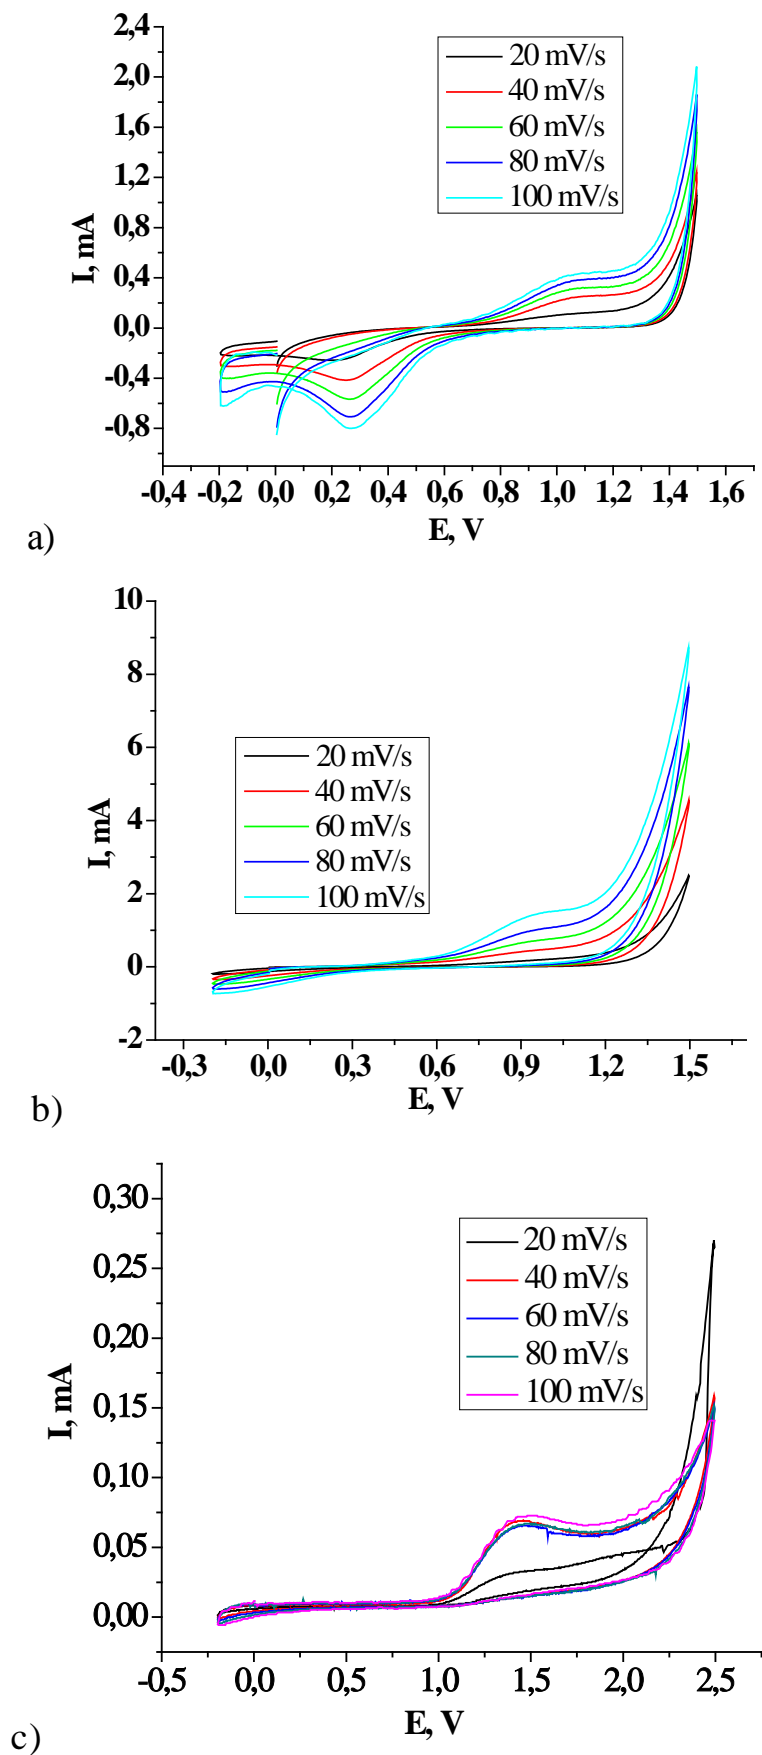 2,4
2,0
1,6
1,2
0,8
0,4
0,0
-0,4
-0,8
I, mA
20 mV/s
40 mV/s
60 mV/s
80 mV/s
100 mV/s
-0,4 -0,2 0,0 0,2 0,4 0,6 0,8 1,0 1,2 1,4 1,6
E, V
a)
10
8
6
4
2
0
-2
I, mA
20 mV/s
40 mV/s
60 mV/s
80 mV/s
100 mV/s
-0,3 0,0 0,3 0,6 0,9 1,2 1,5
E, V
b)
0,30
0,25
0,20
0,15
0,10
0,05
0,00
I, mA
20 mV/s
40 mV/s
60 mV/s
80 mV/s
100 mV/s
-0,5 0,0 0,5 1,0 1,5 2,0 2,5
E, V
c)